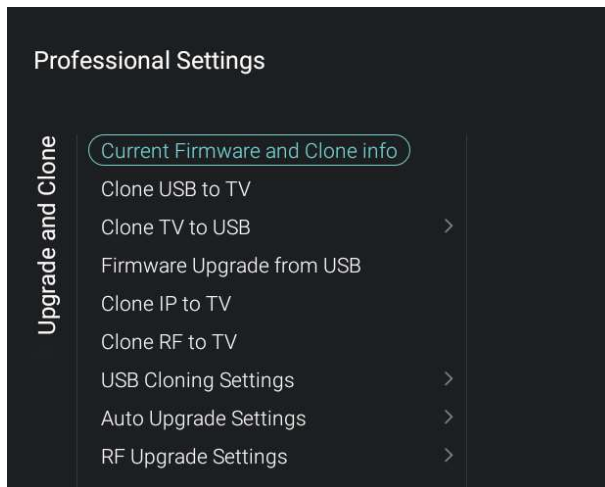 Professional Settings
Upgrade and Clone
Current Firmware and Clone info
Clone USB to TV
Clone TV to USB
Firmware Upgrade from USB
Clone IP to TV
Clone RF to TV
USB Cloning Settings
Auto Upgrade Settings
RF Upgrade Settings